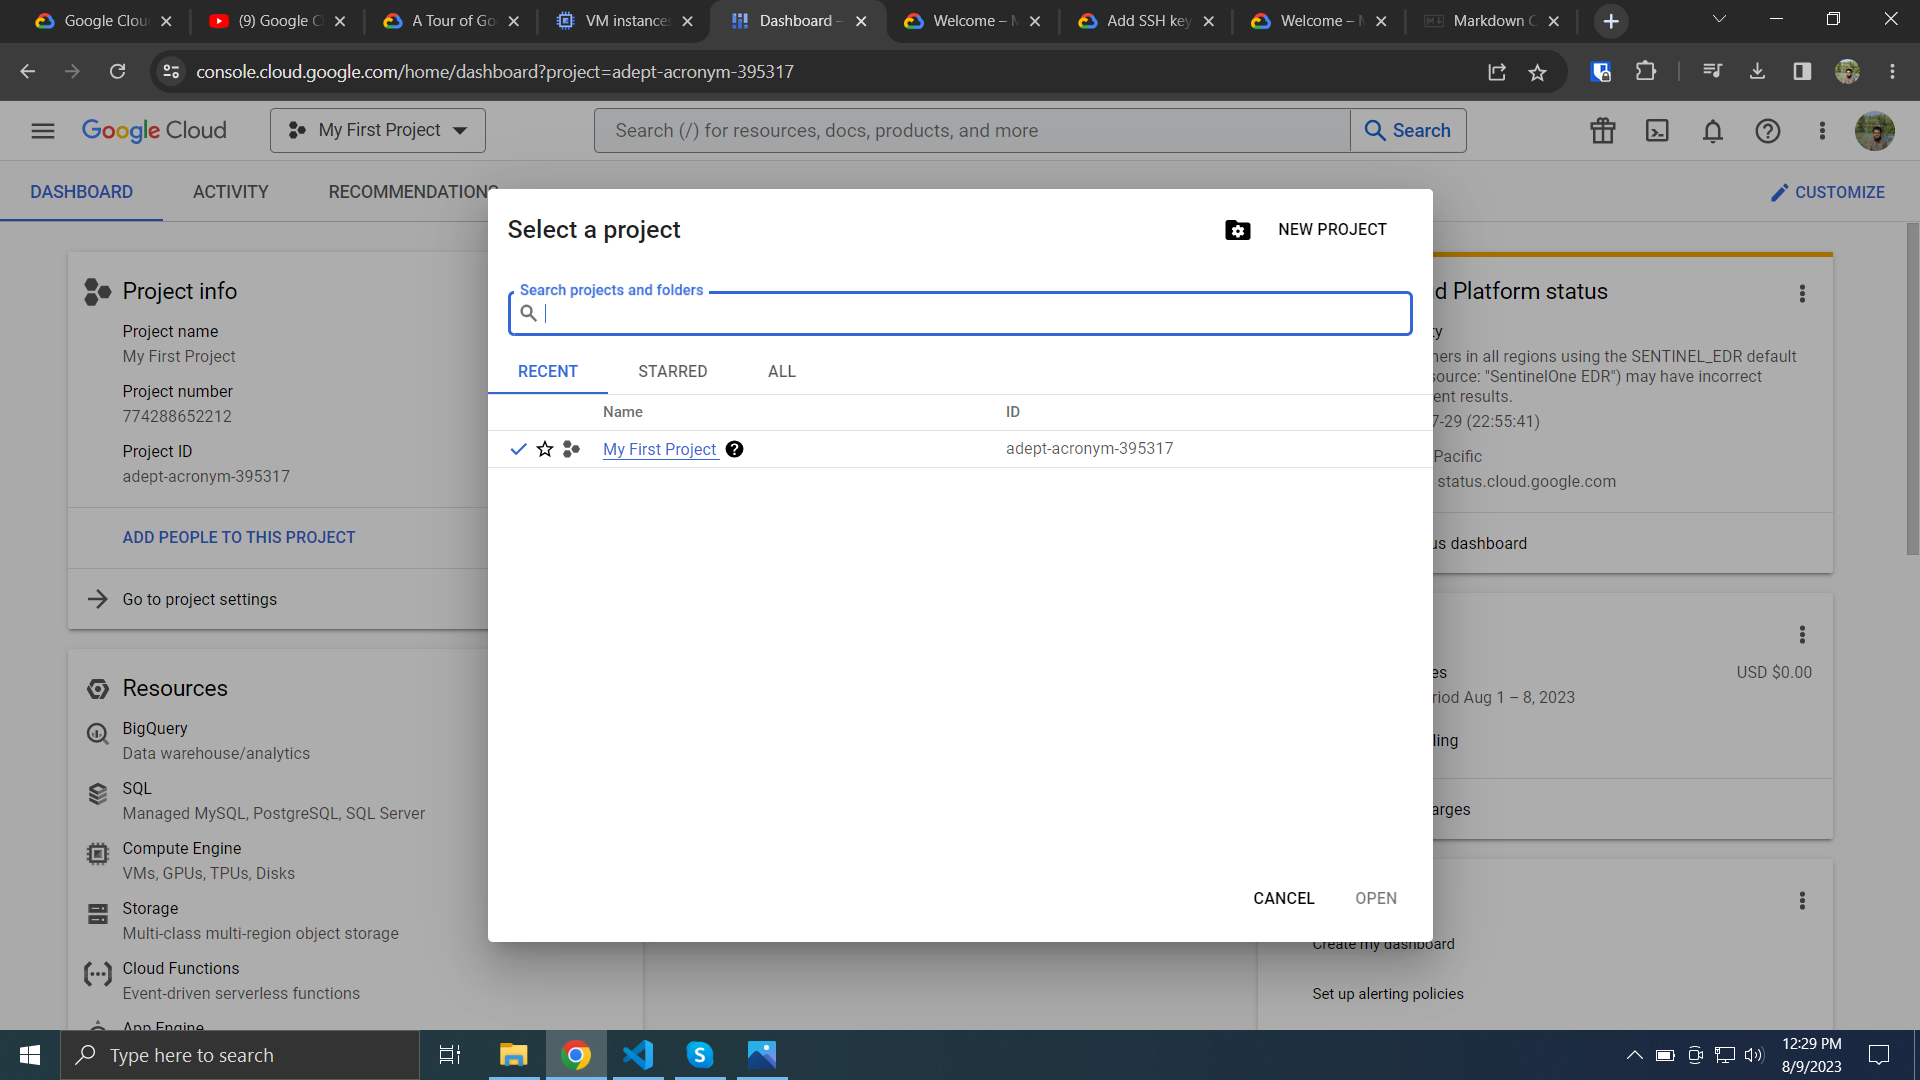 Google Clou
(9) Google C
A Tour of Go
VM instances
Dashboard –
Welcome – M
Add SSH key
Welcome – M
Markdown C
console.cloud.google.com/home/dashboard?project=adept-acronym-395317
Google Cloud
My First Project
Search (/) for resources, docs, products, and more
Search
DASHBOARD
ACTIVITY
RECOMMENDATIONS
CUSTOMIZE
Select a project
NEW PROJECT
Search projects and folders
RECENT
STARRED
ALL
Name
ID
My First Project
adept-acronym-395317
CANCEL
OPEN
Project info
Project name
My First Project
Project number
774288652212
Project ID
adept-acronym-395317
ADD PEOPLE TO THIS PROJECT
Go to project settings
Resources
BigQuery
Data warehouse/analytics
SQL
Managed MySQL, PostgreSQL, SQL Server
Compute Engine
VMs, GPUs, TPUs, Disks
Storage
Multi-class multi-region object storage
Cloud Functions
Event-driven serverless functions
App Engine
d Platform status
ty
ners in all regions using the SENTINEL_EDR default
source: "SentinelOne EDR") may have incorrect
ent results.
7-29 (22:55:41)
Pacific
status.cloud.google.com
us dashboard
es
USD $0.00
riod Aug 1 – 8, 2023
ling
arges
Create my dashboard
Set up alerting policies
Type here to search
12:29 PM
8/9/2023